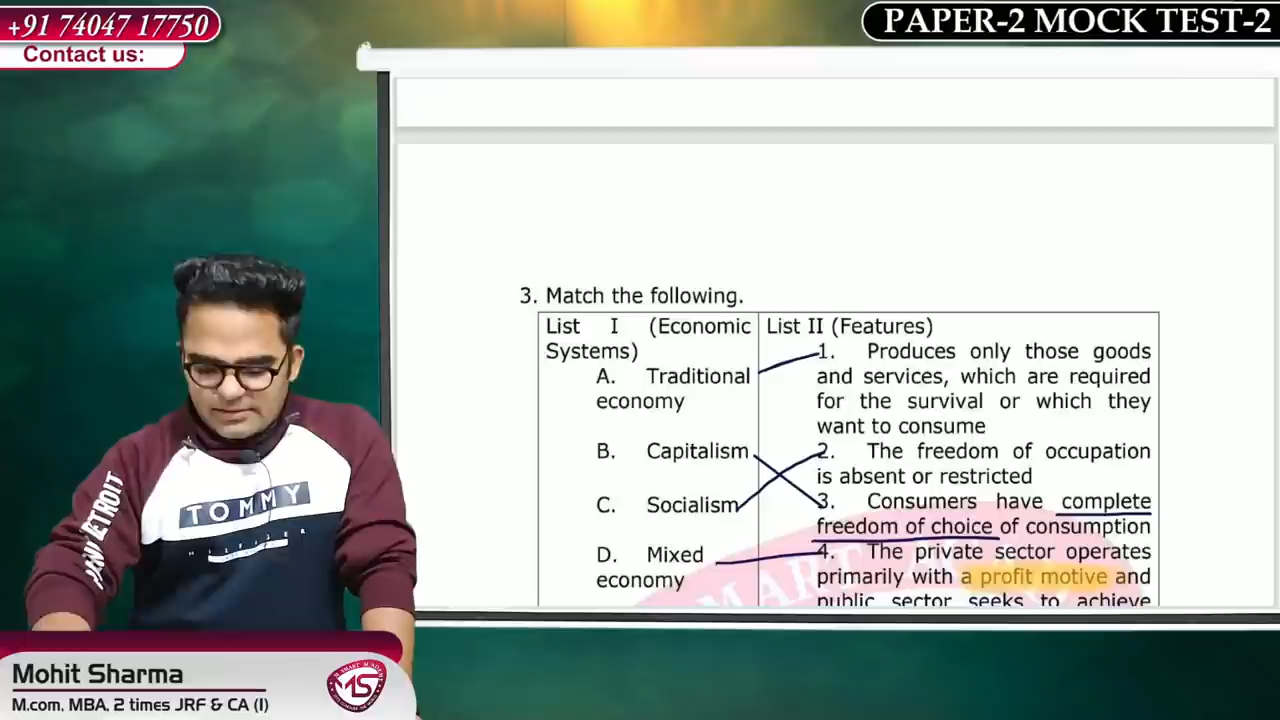 +91 74047 17750
Contact us:
PAPER-2 MOCK TEST-2
3. Match the following.
List I (Economic
Systems)
A. Traditional
economy
B. Capitalism
C. Socialism
D. Mixed
economy
List II (Features)
1. Produces only those goods
and services, which are required
for the survival or which they
want to consume
2. The freedom of occupation
is absent or restricted
3. Consumers have complete
freedom of choice of consumption
4. The private sector operates
primarily with a profit motive and
public sector seeks to achieve
TOMMY
HILFIGER
Mohit Sharma
M.com, MBA, 2 times JRF & CA (I)
MS